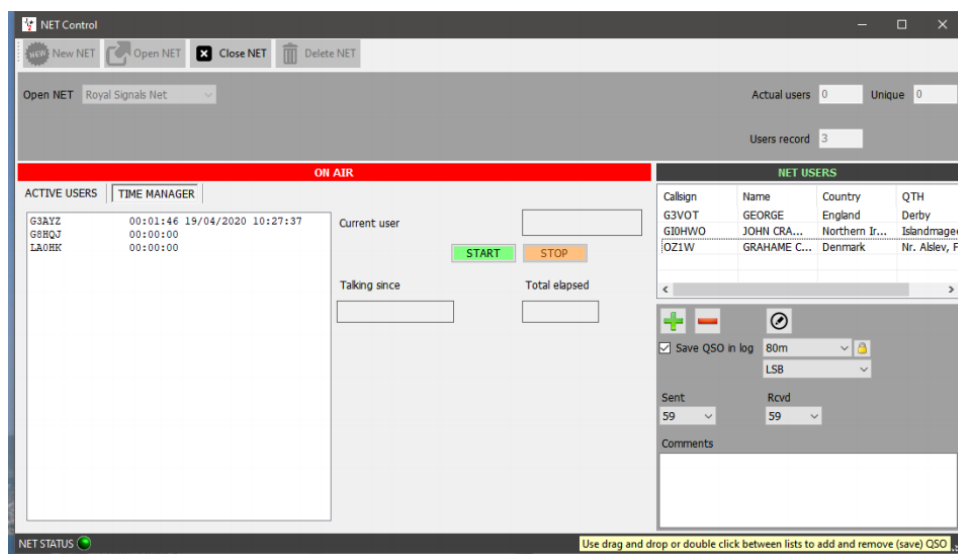 NET Control
NEW New NET Open NET Close NET Delete NET
Open NET Royal Signals Net Actual users 0 Unique 0
Users record 3
ON AIR NET USERS
ACTIVE USERS TIME MANAGER
Callsign Name Country QTH
G3AYZ 00:01:46 19/04/2020 10:27:37
G8HQJ 00:00:00
LA0HK 00:00:00
Current user
START STOP
Talking since Total elapsed
G3VOT GEORGE England Derby
GI0HWO JOHN CRA... Northern Ir... Islandmagee
OZ1W GRAHAME C... Denmark Nr. Alslev, F
Save QSO in log 80m
LSB
Sent Rcvd
59 59
Comments
NET STATUS Use drag and drop or double click between lists to add and remove (save) QSO